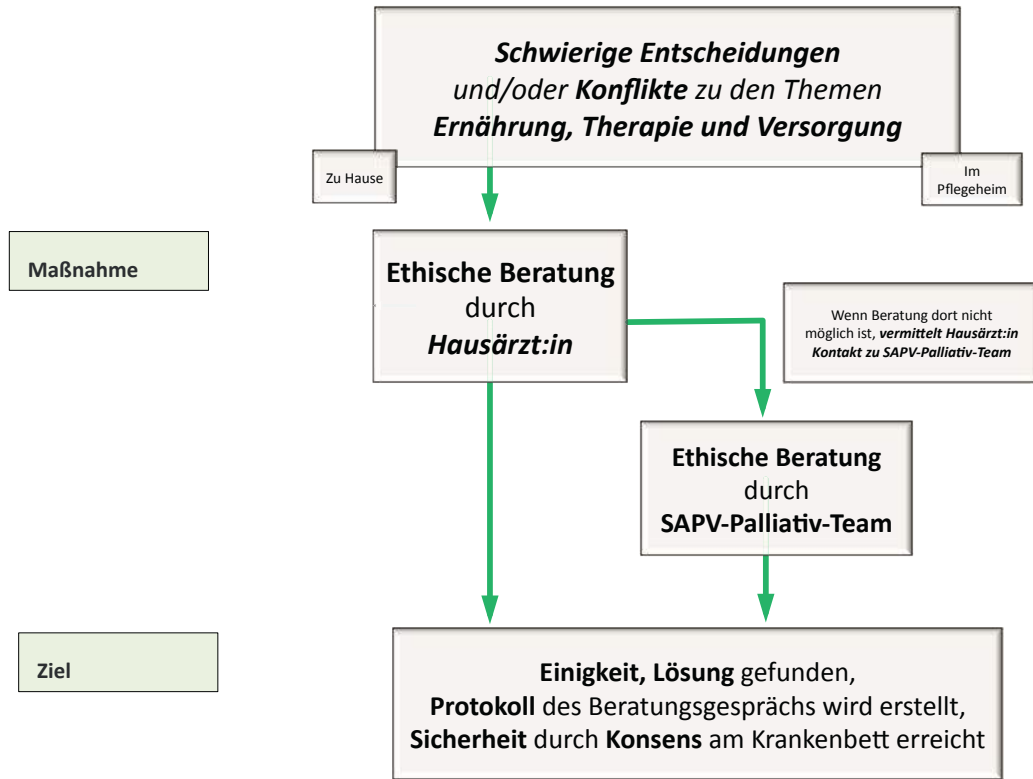 Schwierige Entscheidungen
und/oder Konflikte zu den Themen
Ernährung, Therapie und Versorgung
Zu Hause
Im
Pflegeheim
Maßnahme
Ethische Beratung
durch
Hausärzt:in
Wenn Beratung dort nicht
möglich ist, vermittelt Hausärzt:in
Kontakt zu SAPV-Palliativ-Team
Ethische Beratung
durch
SAPV-Palliativ-Team
Ziel
Einigkeit, Lösung gefunden,
Protokoll des Beratungsgesprächs wird erstellt,
Sicherheit durch Konsens am Krankenbett erreicht